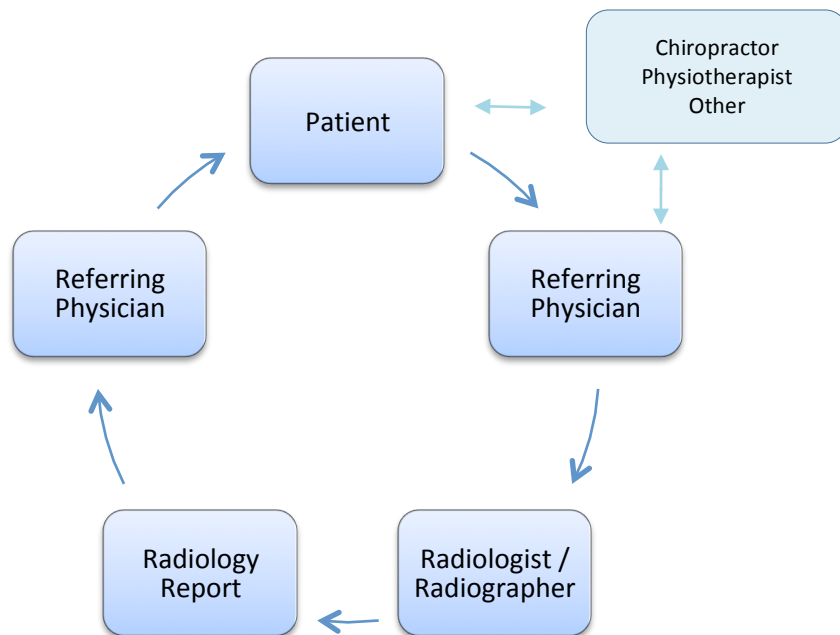 Chiropractor
Physiotherapist
Other
Patient
Referring
Physician
Referring
Physician
Radiology
Report
Radiologist /
Radiographer